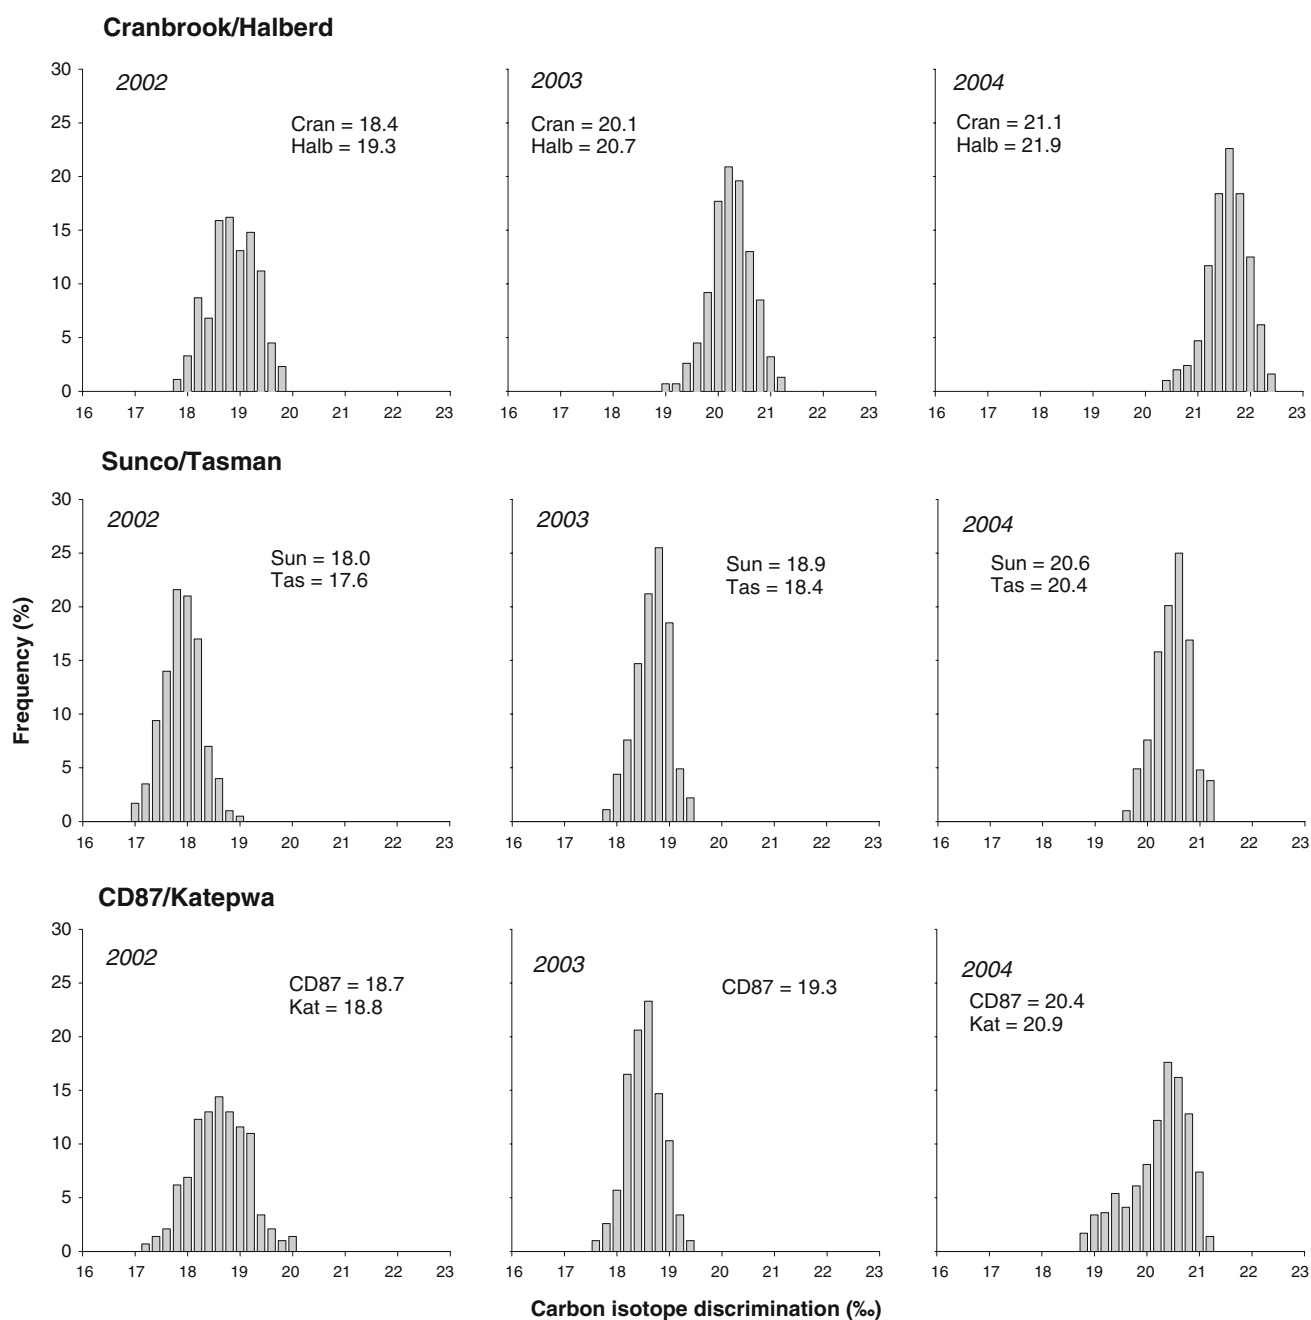 Cranbrook/Halberd
2002
Cran = 18.4
Halb = 19.3
30
25
20
15
10
5
0
16 17 18 19 20 21 22 23
2003
Cran = 20.1
Halb = 20.7
16 17 18 19 20 21 22 23
2004
Cran = 21.1
Halb = 21.9
16 17 18 19 20 21 22 23
Sunco/Tasman
Frequency (%)
2002
Sun = 18.0
Tas = 17.6
30
25
20
15
10
5
0
16 17 18 19 20 21 22 23
2003
Sun = 18.9
Tas = 18.4
16 17 18 19 20 21 22 23
2004
Sun = 20.6
Tas = 20.4
16 17 18 19 20 21 22 23
CD87/Katepwa
2002
CD87 = 18.7
Kat = 18.8
30
25
20
15
10
5
0
16 17 18 19 20 21 22 23
2003
CD87 = 19.3
16 17 18 19 20 21 22 23
2004
CD87 = 20.4
Kat = 20.9
16 17 18 19 20 21 22 23
Carbon isotope discrimination (‰)